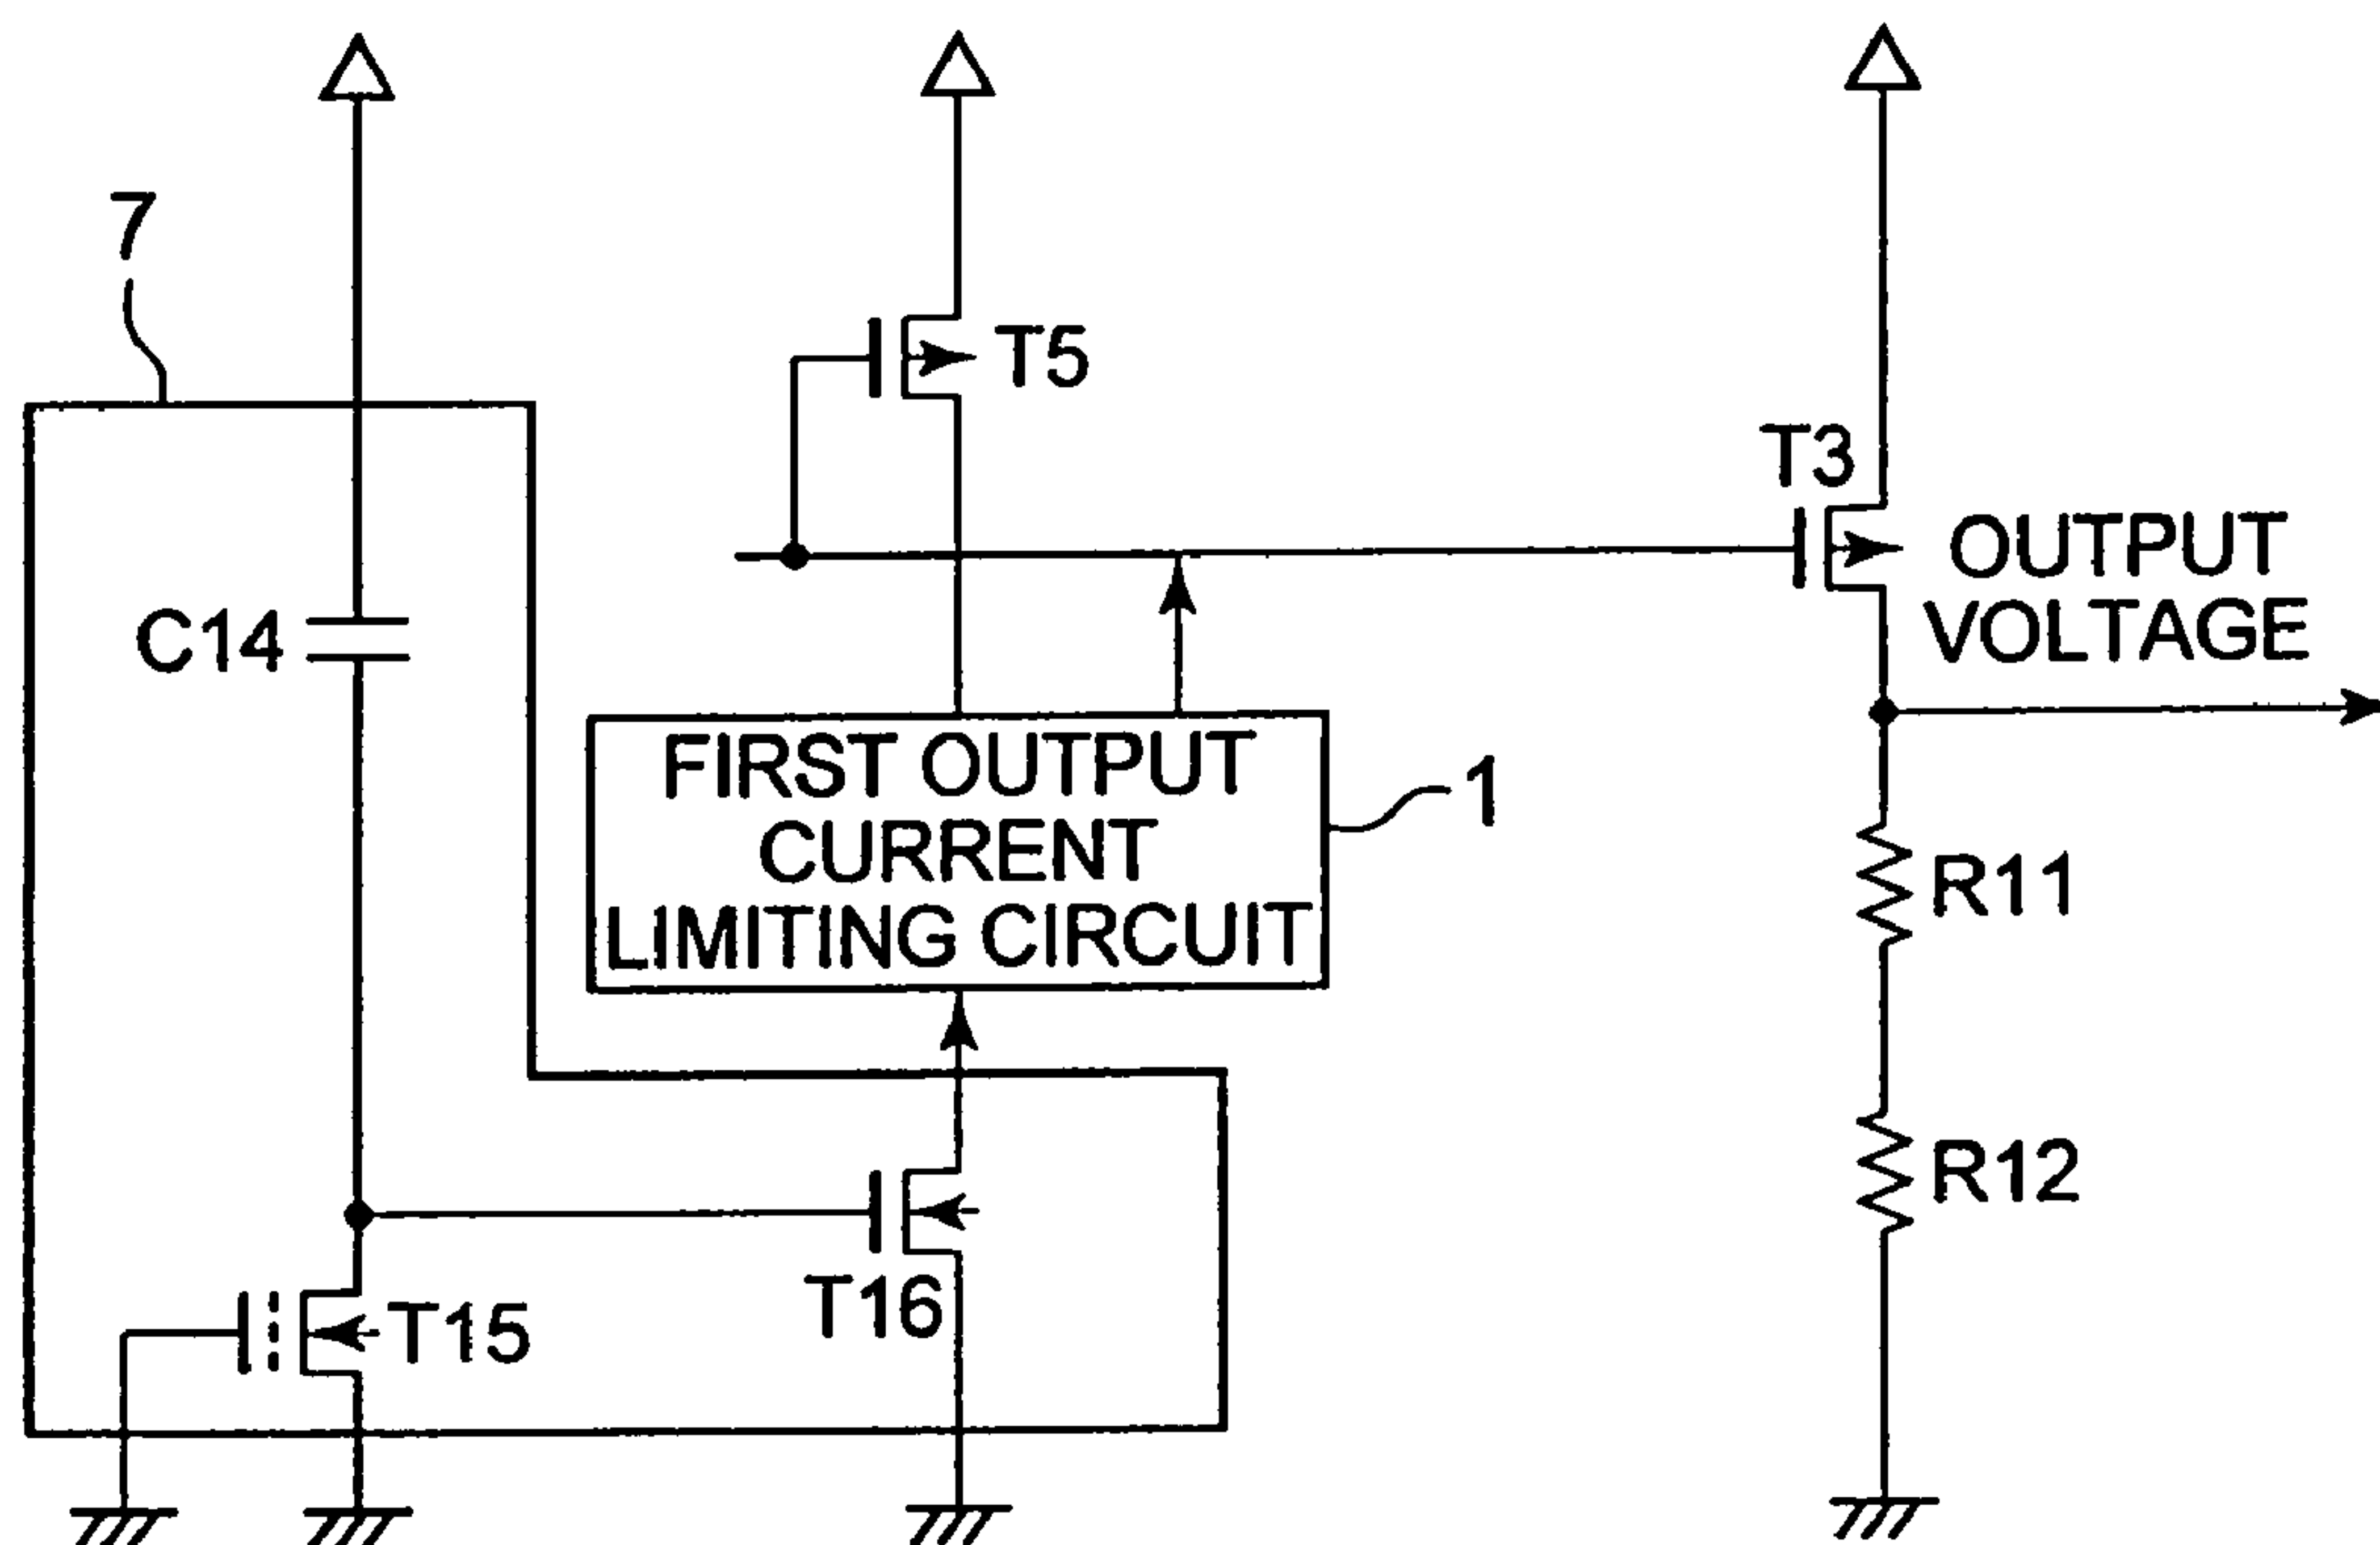 7
T5
T3
OUTPUT
VOLTAGE
C14
FIRST OUTPUT
CURRENT
LIMITING CIRCUIT
1
R11
R12
T16
T15